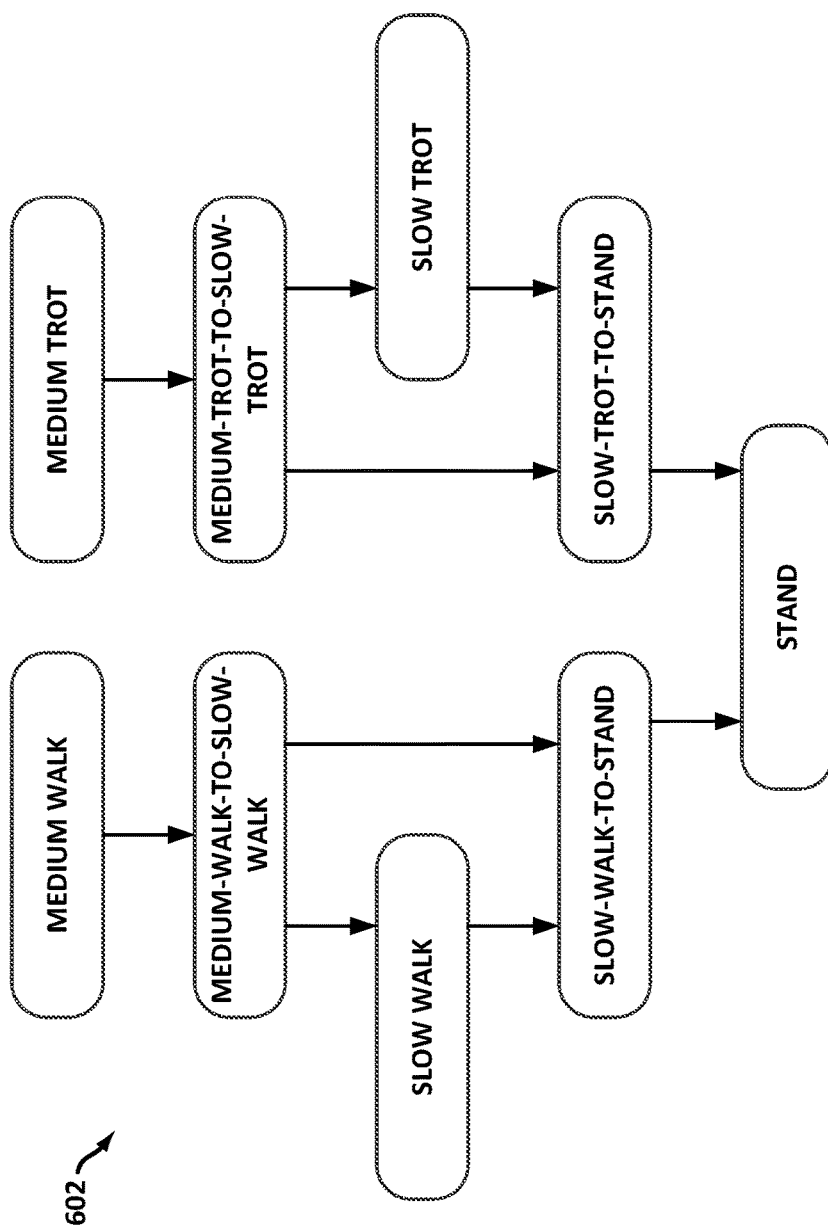 602
MEDIUM WALK
MEDIUM TROT
MEDIUM-WALK-TO-SLOW-
WALK
MEDIUM-TROT-TO-SLOW-
TROT
SLOW WALK
SLOW TROT
SLOW-WALK-TO-STAND
SLOW-TROT-TO-STAND
STAND